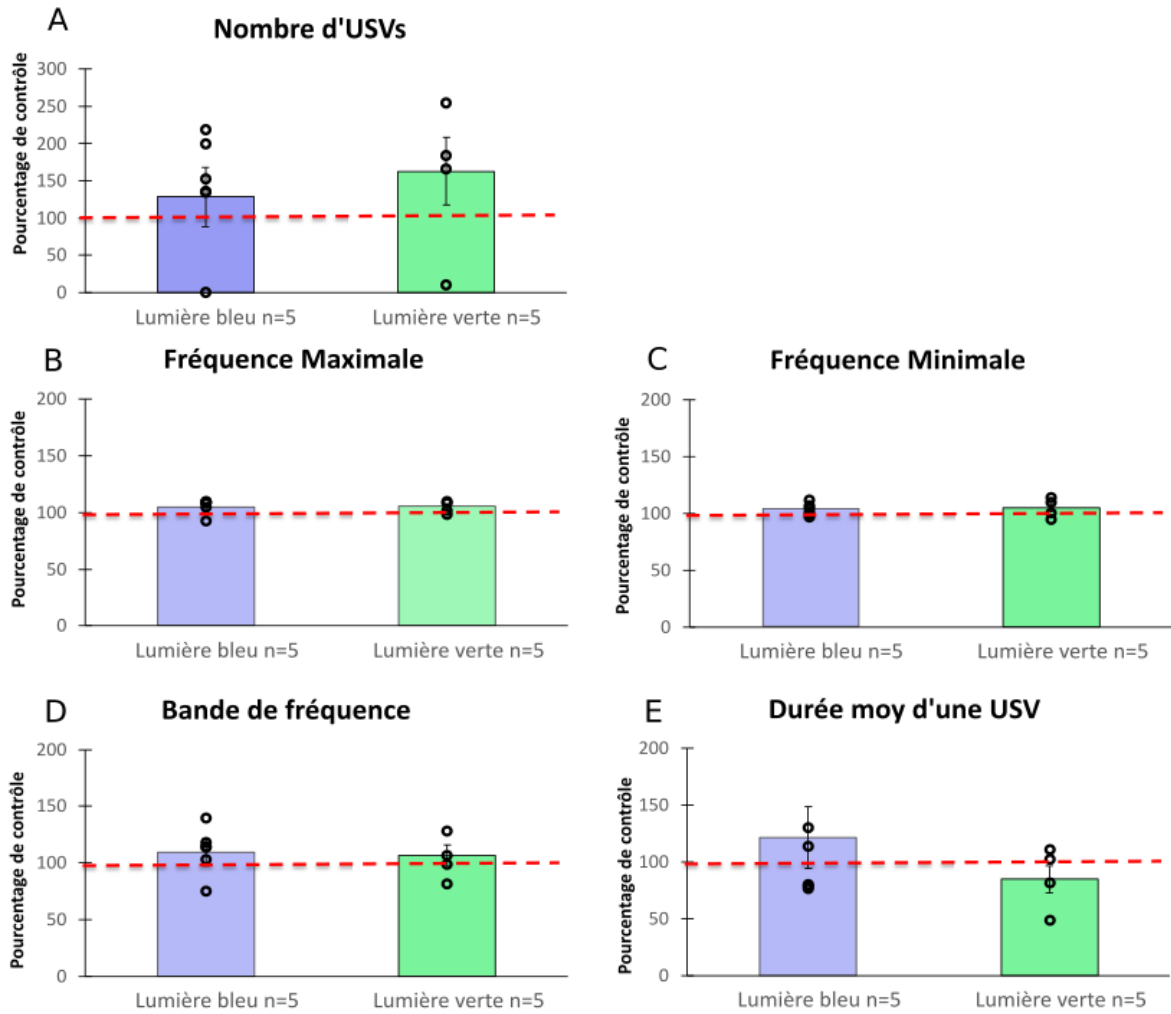 A
Nombre d'USVs
Pourcentage de contrôle
300
250
200
150
100
50
0
Lumière bleu n=5
Lumière verte n=5
B
Fréquence Maximale
Pourcentage de contrôle
200
150
100
50
0
Lumière bleu n=5
Lumière verte n=5
C
Fréquence Minimale
Pourcentage de contrôle
200
150
100
50
0
Lumière bleu n=5
Lumière verte n=5
D
Bande de fréquence
Pourcentage de contrôle
200
150
100
50
0
Lumière bleu n=5
Lumière verte n=5
E
Durée moy d'une USV
Pourcentage de contrôle
200
150
100
50
0
Lumière bleu n=5
Lumière verte n=5